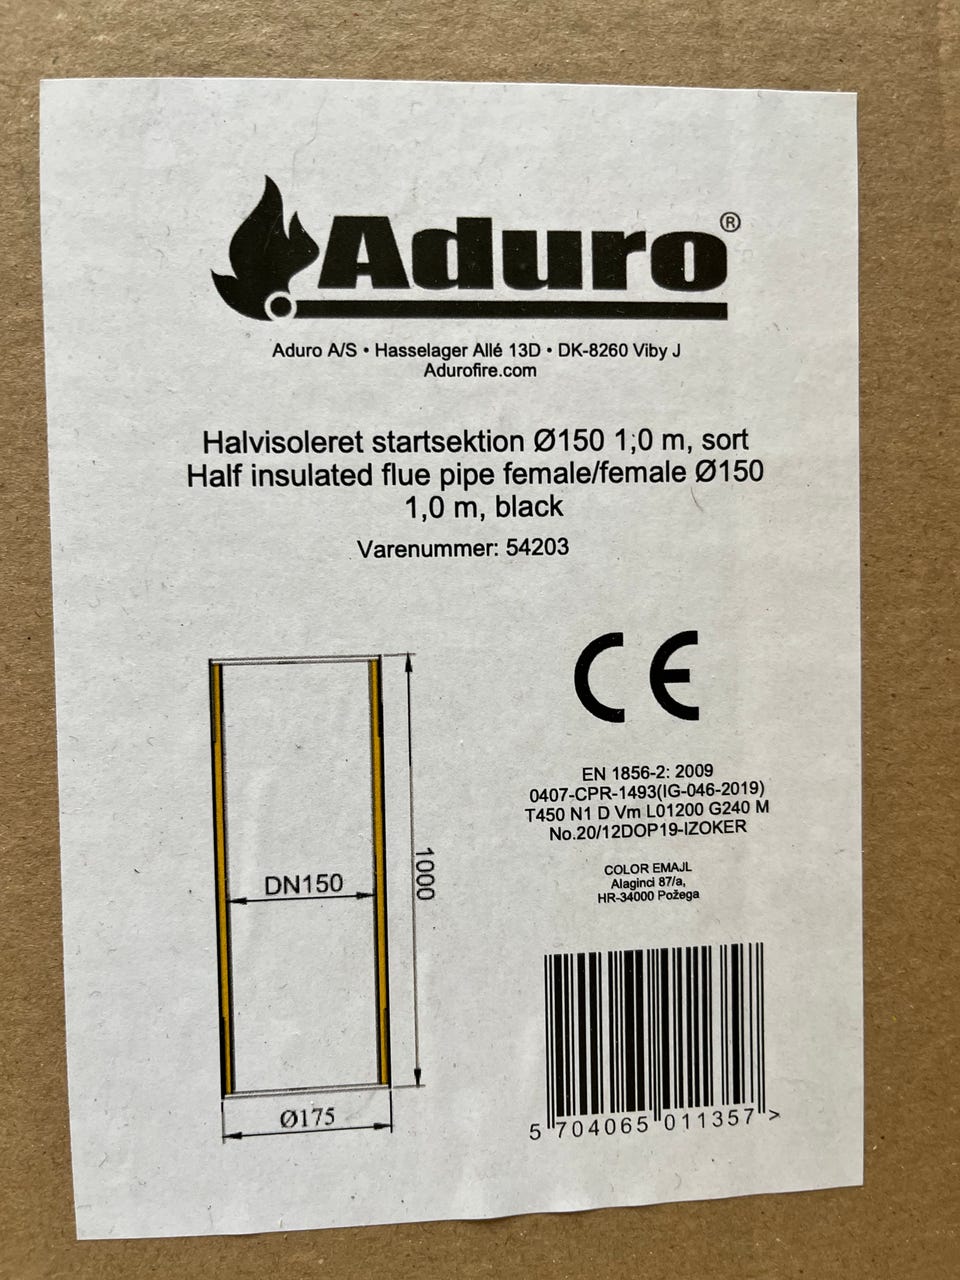 Aduro®
Aduro A/S • Hasselager Allé 13D • DK-8260 Viby J
Adurofire.com
Halvisoleret startsektion Ø150 1,0 m, sort
Half insulated flue pipe female/female Ø150
1,0 m, black
Varenummer: 54203
CE
EN 1856-2: 2009
0407-CPR-1493(IG-046-2019)
T450 N1 D Vm L01200 G240 M
No.20/12DOP19-IZOKER
COLOR EMAJL
Alaginci 87/a,
HR-34000 Požega
1000
DN150
Ø175
5 704065 011357 >